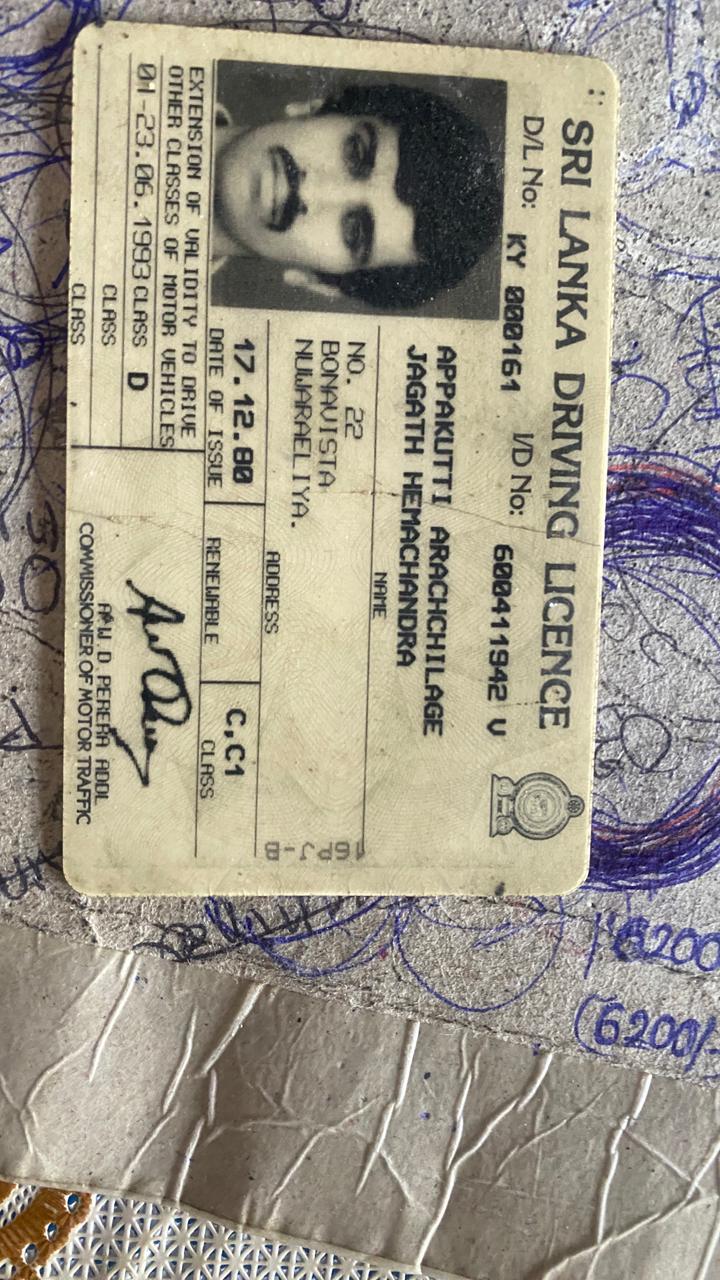 SRI LANKA DRIVING LICENCE
D/L No: KY 000161 I/D No: 600411942 V
APPAKUTTI ARACHCHILAGE
JAGATH HEMACHANDRA
NAME
NO. 22
BONAVISTA
NUWARAELIYA.
ADDRESS
17.12.80
DATE OF ISSUE
RENEWABLE
C,C1
CLASS
EXTENSION OF VALIDITY TO DRIVE
OTHER CLASSES OF MOTOR VEHICLES
01-23.06.1993 CLASS D
CLASS
CLASS
A.W.D PERERA ADDL
COMMISSIONER OF MOTOR TRAFFIC
(6200/-